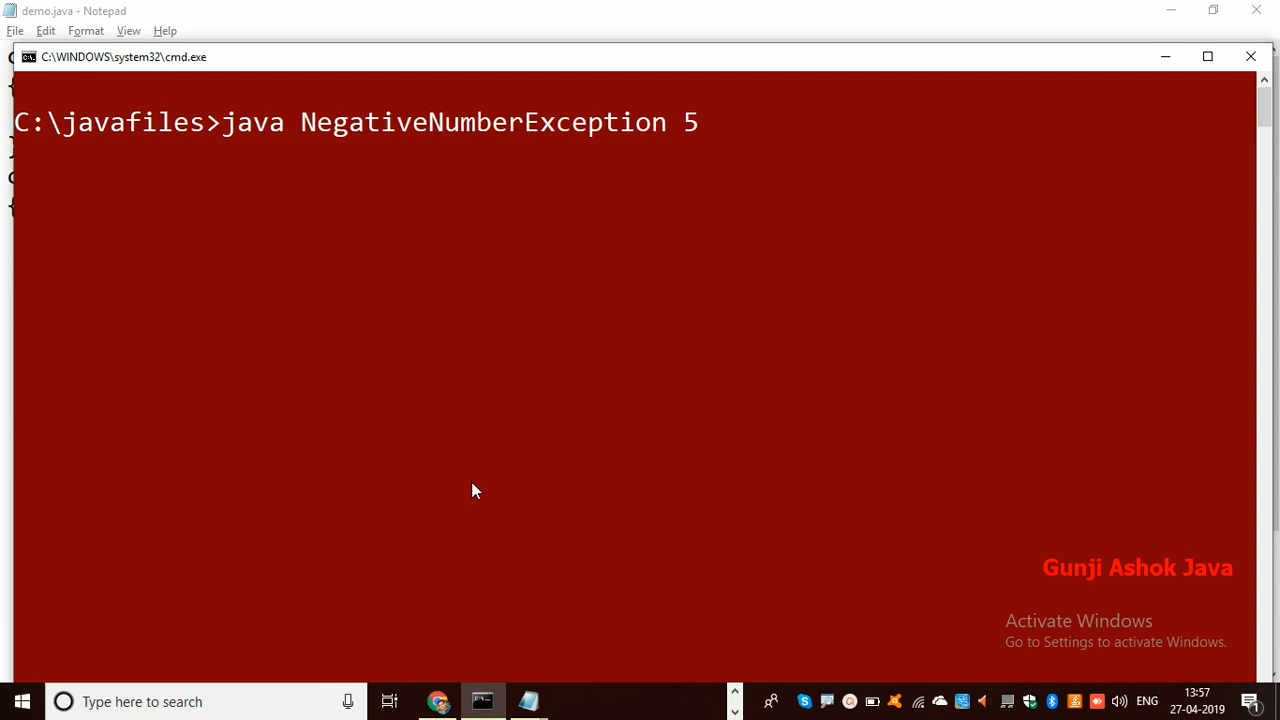 demo.java - Notepad
File Edit Format View Help
C:\WINDOWS\system32\cmd.exe
C:\javafiles>java NegativeNumberException 5
Gunji Ashok Java
Activate Windows
Go to Settings to activate Windows.
Type here to search
ENG
13:57
27-04-2019
1